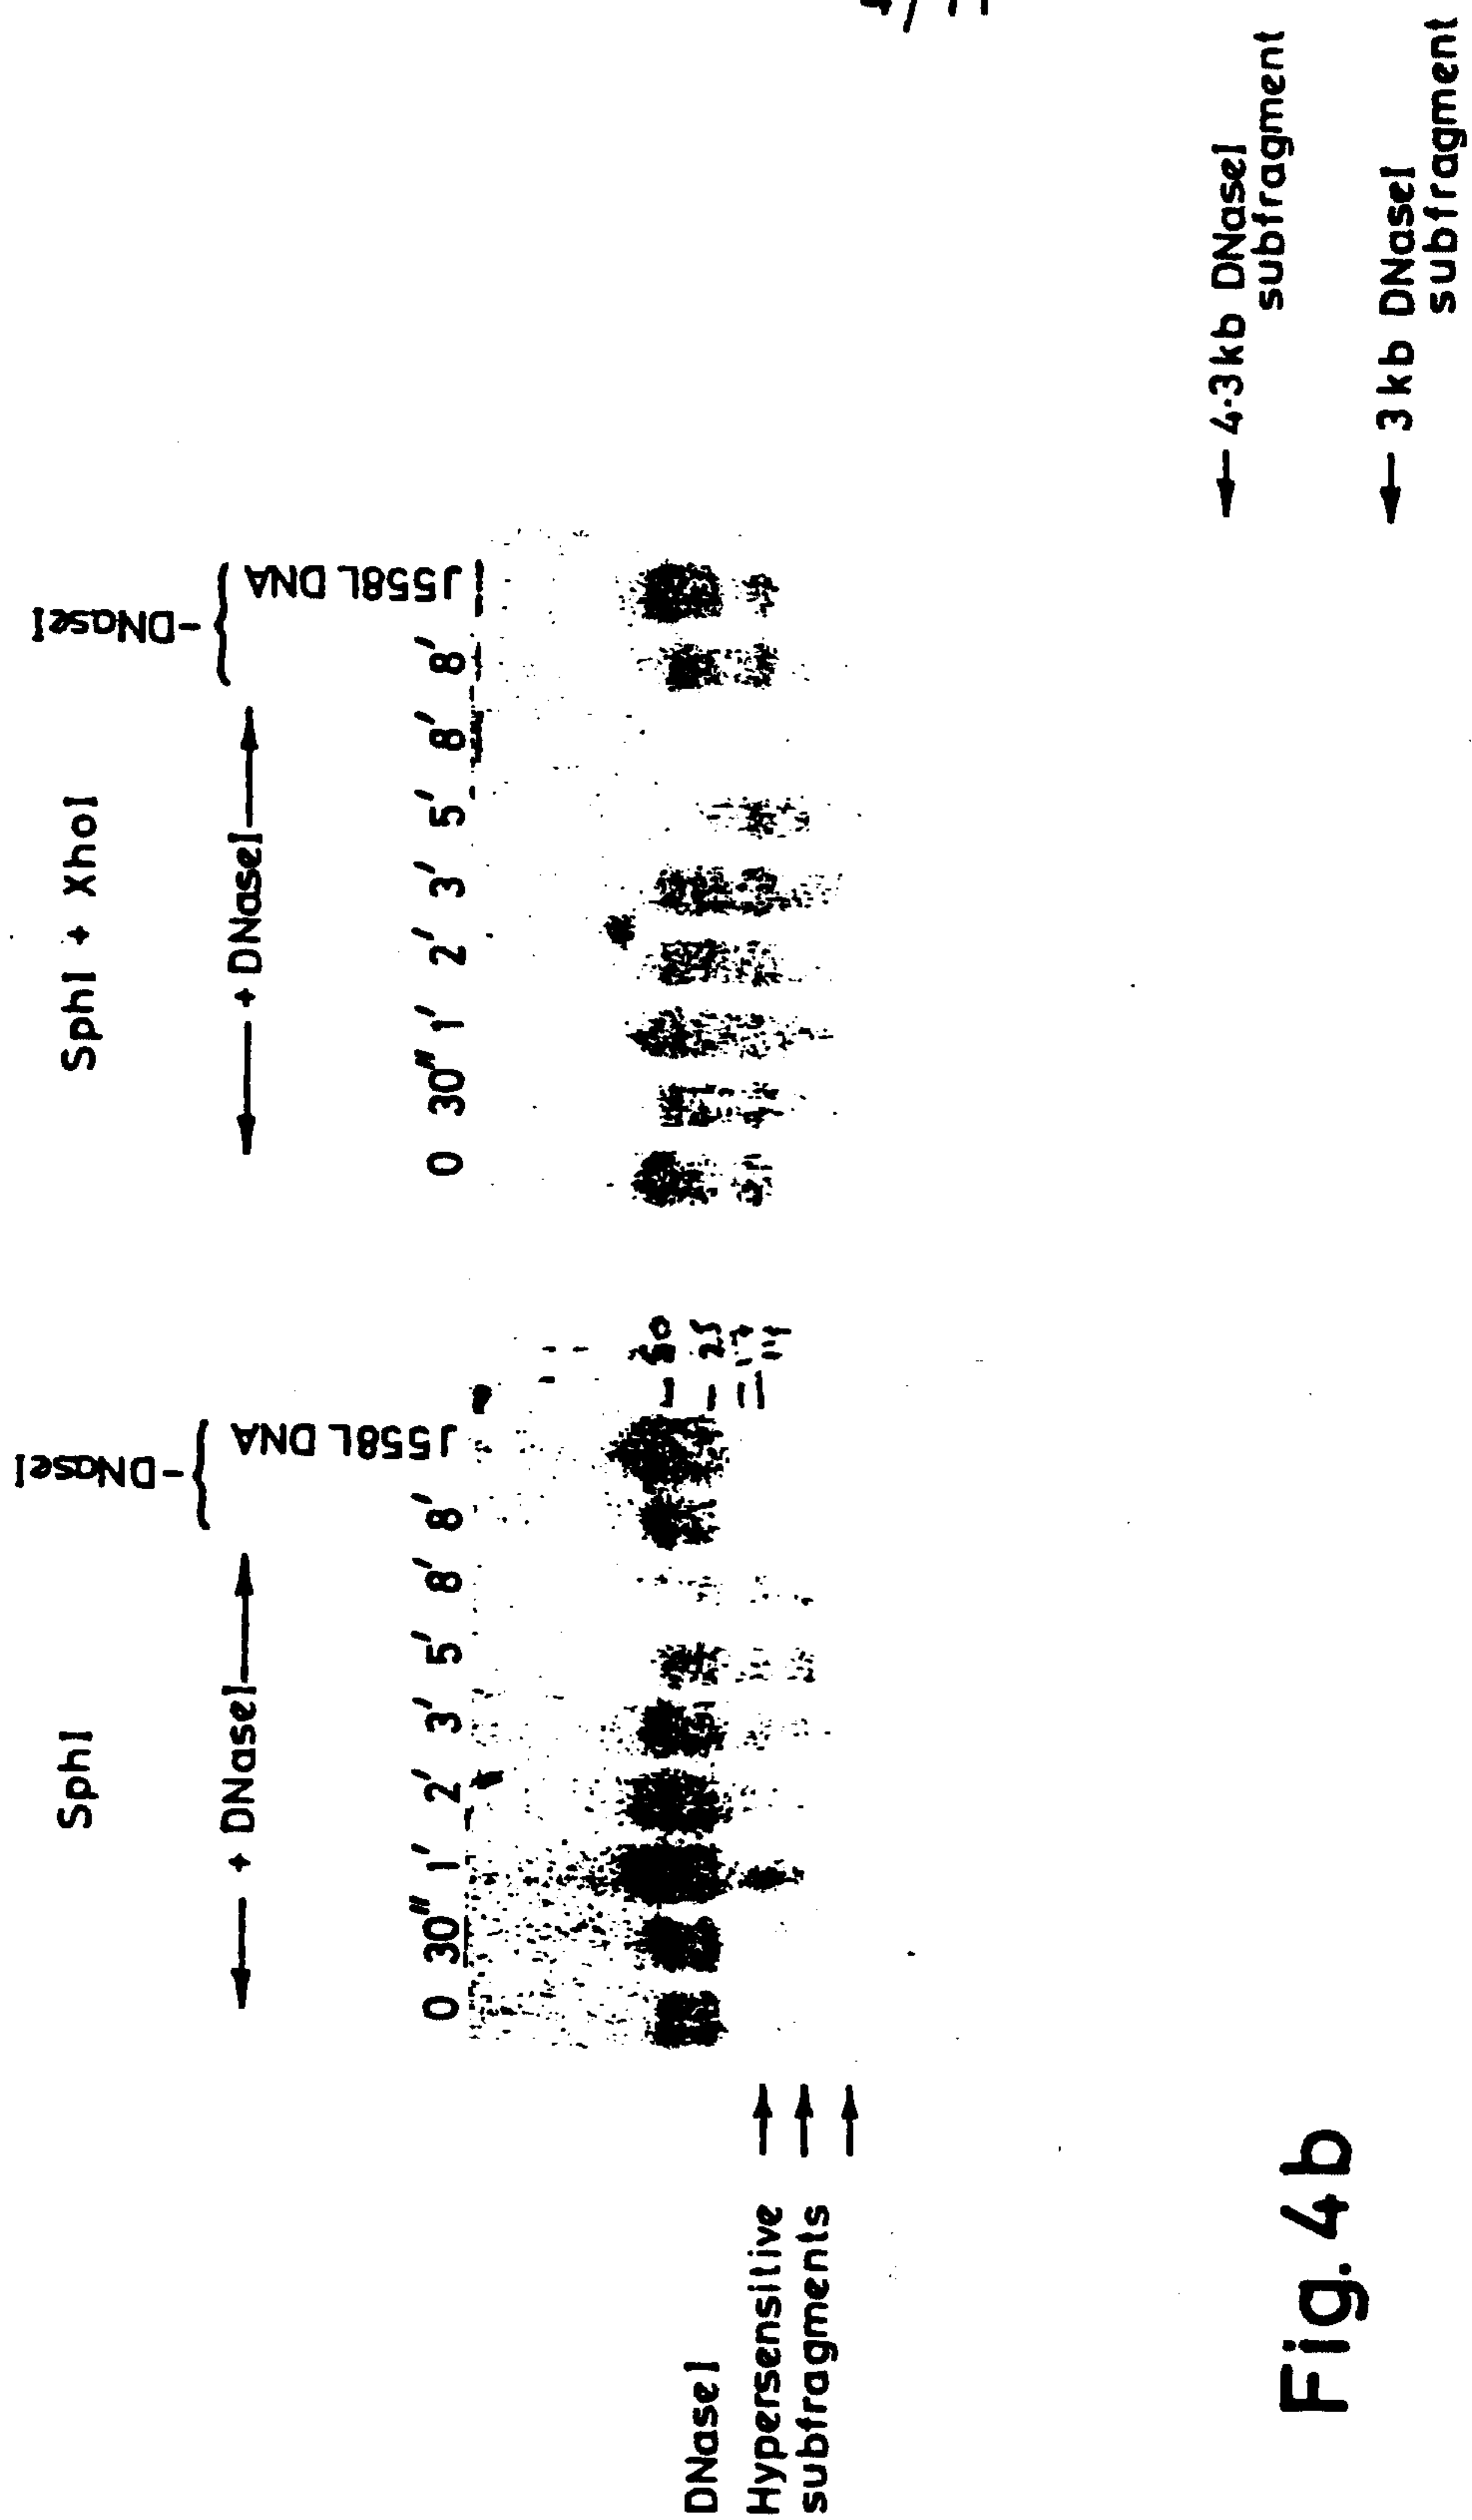 SphI
SphI + XhoI
-DNaseI
-DNaseI
+ DNaseI
+ DNaseI
J558L DNA
J558L DNA
0 30" 1' 2' 3' 5' 8' 8'
0 30" 1' 2' 3' 5' 8' 8'
DNaseI
Hypersensitive
subfragments
4·3kb DNaseI
subfragment
3 kb DNaseI
subfragment
Fig. 4b